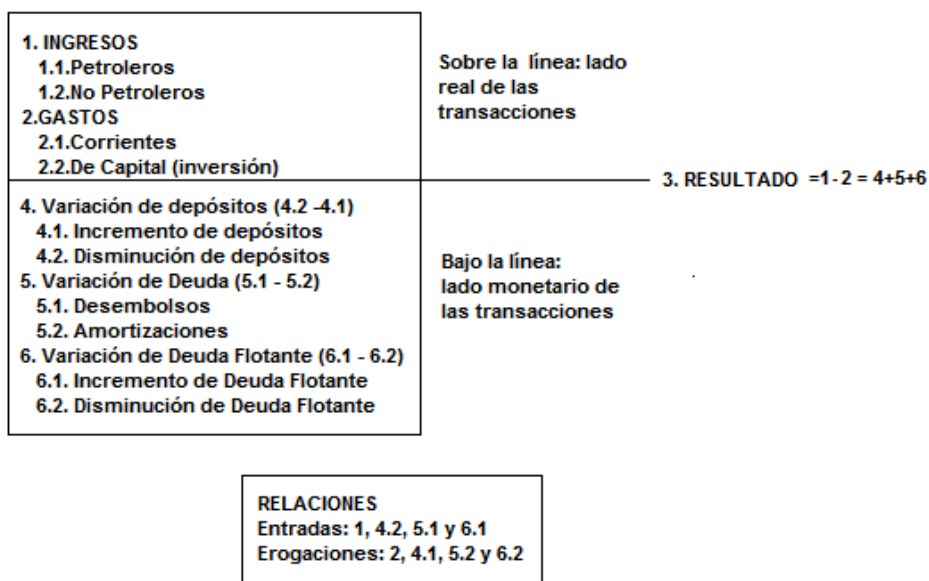 1. INGRESOS
1.1.Petroleros
1.2.No Petroleros
2.GASTOS
2.1.Corrientes
2.2.De Capital (inversión)
Sobre la línea: lado
real de las
transacciones
3. RESULTADO =1-2 = 4+5+6
4. Variación de depósitos (4.2 -4.1)
4.1. Incremento de depósitos
4.2. Disminución de depósitos
5. Variación de Deuda (5.1 - 5.2)
5.1. Desembolsos
5.2. Amortizaciones
6. Variación de Deuda Flotante (6.1 - 6.2)
6.1. Incremento de Deuda Flotante
6.2. Disminución de Deuda Flotante
Bajo la línea:
lado monetario de
las transacciones
RELACIONES
Entradas: 1, 4.2, 5.1 y 6.1
Erogaciones: 2, 4.1, 5.2 y 6.2